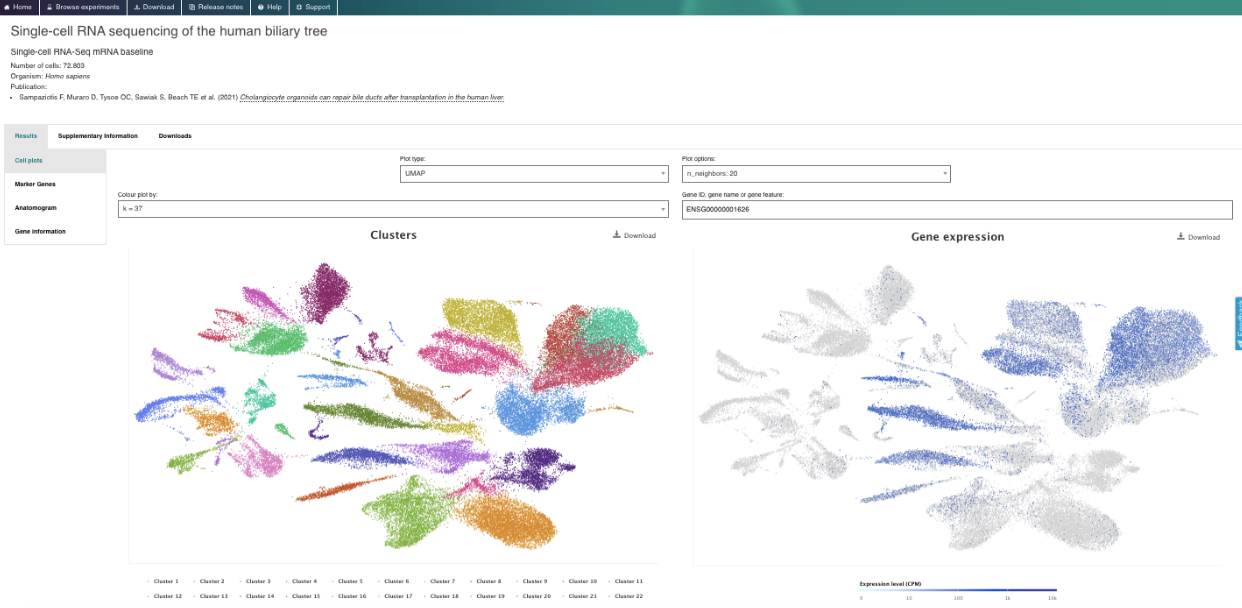 Home Browse experiments Download Release notes Help Support
Single-cell RNA sequencing of the human biliary tree
Single-cell RNA-Seq mRNA baseline
Number of cells: 72.803
Organism: Homo sapiens
Publication:
Sampaziotis F, Muraro D, Tysoe OC, Sawiak S, Beach TE et al. (2021) Cholangiocyte organoids can repair bile ducts after transplantation in the human liver.
Results Supplementary Information Downloads
Cell plots
Marker Genes
Anatomogram
Gene information
Plot type:
UMAP
Plot options:
n_neighbors: 20
Colour plot by:
k = 37
Gene ID, gene name or gene feature:
ENSG00000001626
Clusters
Download
Gene expression
Download
Feedback
Cluster 1 Cluster 2 Cluster 3 Cluster 4 Cluster 5 Cluster 6 Cluster 7 Cluster 8 Cluster 9 Cluster 10 Cluster 11
Cluster 12 Cluster 13 Cluster 14 Cluster 15 Cluster 16 Cluster 17 Cluster 18 Cluster 19 Cluster 20 Cluster 21 Cluster 22
Expression level (CPM)
0 10 100 1k 10k